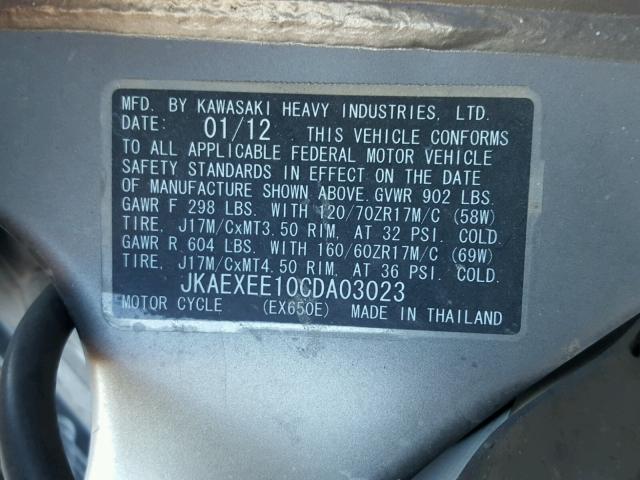 MFD. BY KAWASAKI HEAVY INDUSTRIES, LTD.
DATE: 01/12 THIS VEHICLE CONFORMS
TO ALL APPLICABLE FEDERAL MOTOR VEHICLE
SAFETY STANDARDS IN EFFECT ON THE DATE
OF MANUFACTURE SHOWN ABOVE. GVWR 902 LBS.
GAWR F 298 LBS. WITH 120/70ZR17M/C (58W)
TIRE, J17M/CxMT3.50 RIM, AT 32 PSI. COLD.
GAWR R 604 LBS. WITH 160/60ZR17M/C (69W)
TIRE, J17M/CxMT4.50 RIM, AT 36 PSI. COLD.
JKAEXEE10CDA03023
MOTOR CYCLE (EX650E) MADE IN THAILAND